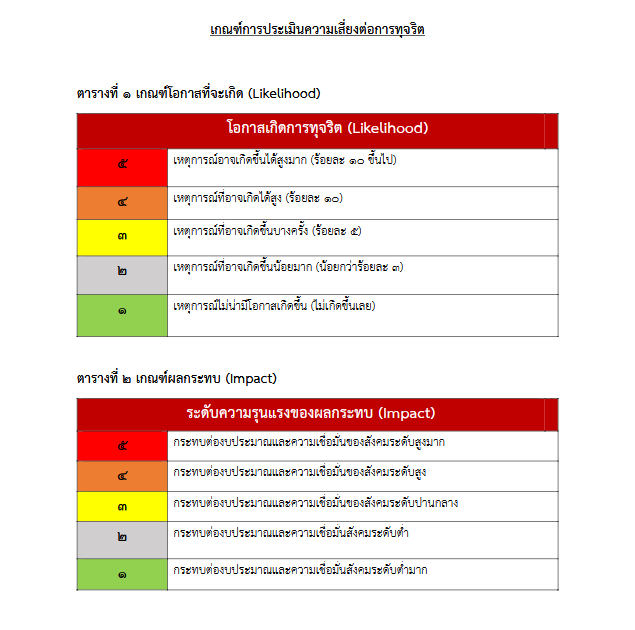 เกณฑ์การประเมินความเสี่ยงต่อการทุจริต
ตารางที่ ๑ เกณฑ์โอกาสที่จะเกิด (Likelihood)
โอกาสเกิดการทุจริต (Likelihood)
๕ เหตุการณ์อาจเกิดขึ้นได้สูงมาก (ร้อยละ ๑๐ ขึ้นไป)
๔ เหตุการณ์ที่อาจเกิดได้สูง (ร้อยละ ๑๐)
๓ เหตุการณ์ที่อาจเกิดขึ้นบางครั้ง (ร้อยละ ๕)
๒ เหตุการณ์ที่อาจเกิดขึ้นน้อยมาก (น้อยกว่าร้อยละ ๓)
๑ เหตุการณ์ไม่น่ามีโอกาสเกิดขึ้น (ไม่เกิดขึ้นเลย)
ตารางที่ ๒ เกณฑ์ผลกระทบ (Impact)
ระดับความรุนแรงของผลกระทบ (Impact)
๕ กระทบต่องบประมาณและความเชื่อมั่นของสังคมระดับสูงมาก
๔ กระทบต่องบประมาณและความเชื่อมั่นของสังคมระดับสูง
๓ กระทบต่องบประมาณและความเชื่อมั่นของสังคมระดับปานกลาง
๒ กระทบต่องบประมาณและความเชื่อมั่นสังคมระดับต่ำ
๑ กระทบต่องบประมาณและความเชื่อมั่นสังคมระดับต่ำมาก